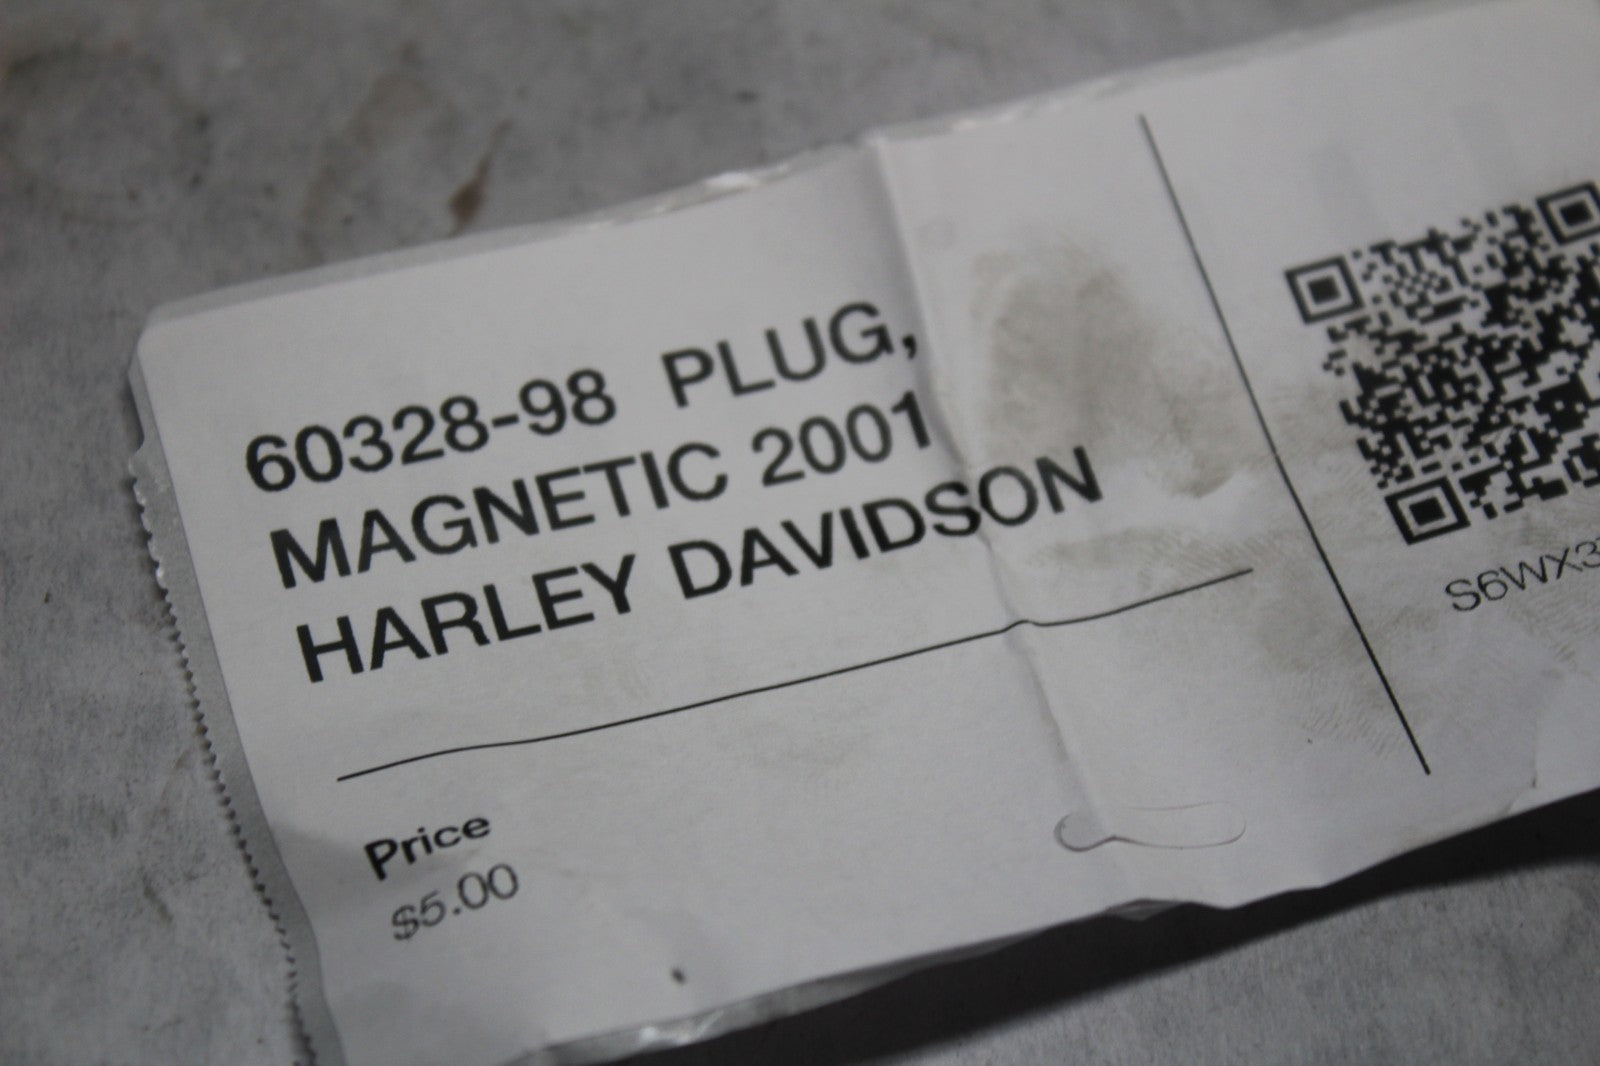 60328-98 PLUG,
MAGNETIC 2001
HARLEY DAVIDSON
Price
$5.00